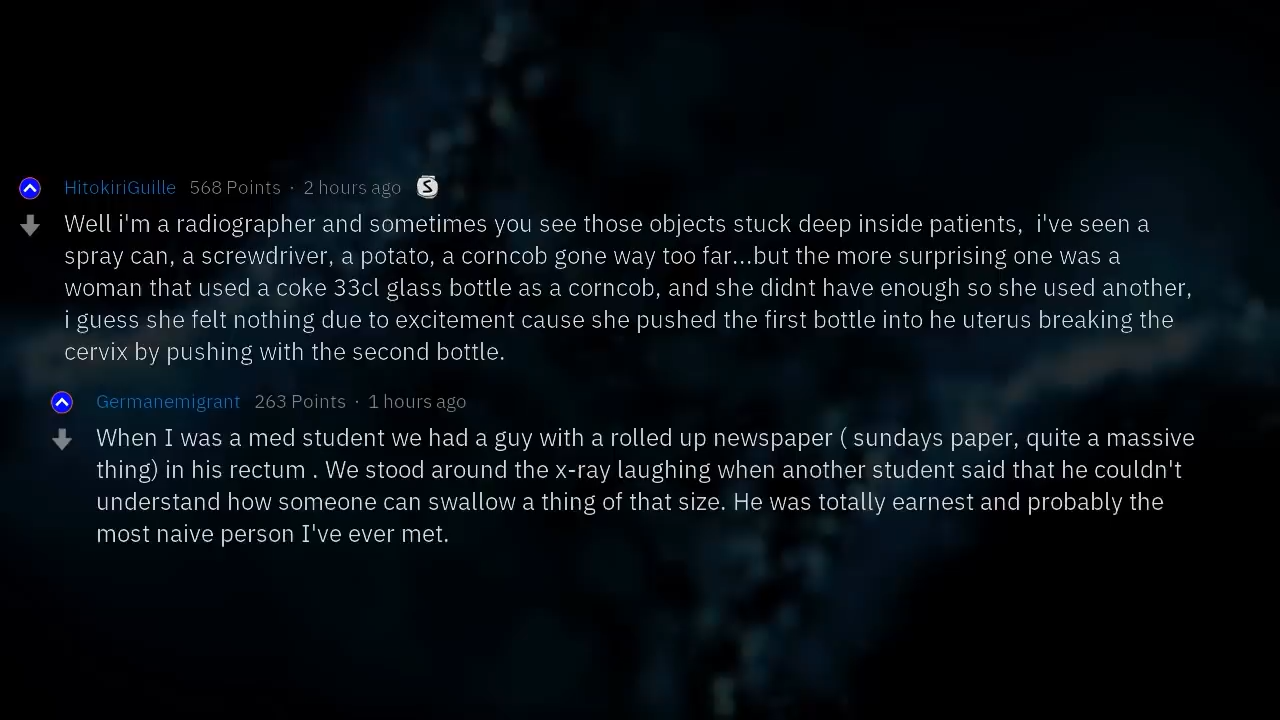 HitokiriGuille 568 Points · 2 hours ago S
Well i'm a radiographer and sometimes you see those objects stuck deep inside patients, i've seen a
spray can, a screwdriver, a potato, a corncob gone way too far...but the more surprising one was a
woman that used a coke 33cl glass bottle as a corncob, and she didnt have enough so she used another,
i guess she felt nothing due to excitement cause she pushed the first bottle into he uterus breaking the
cervix by pushing with the second bottle.
Germanemigrant 263 Points · 1 hours ago
When I was a med student we had a guy with a rolled up newspaper ( sundays paper, quite a massive
thing) in his rectum . We stood around the x-ray laughing when another student said that he couldn't
understand how someone can swallow a thing of that size. He was totally earnest and probably the
most naive person I've ever met.